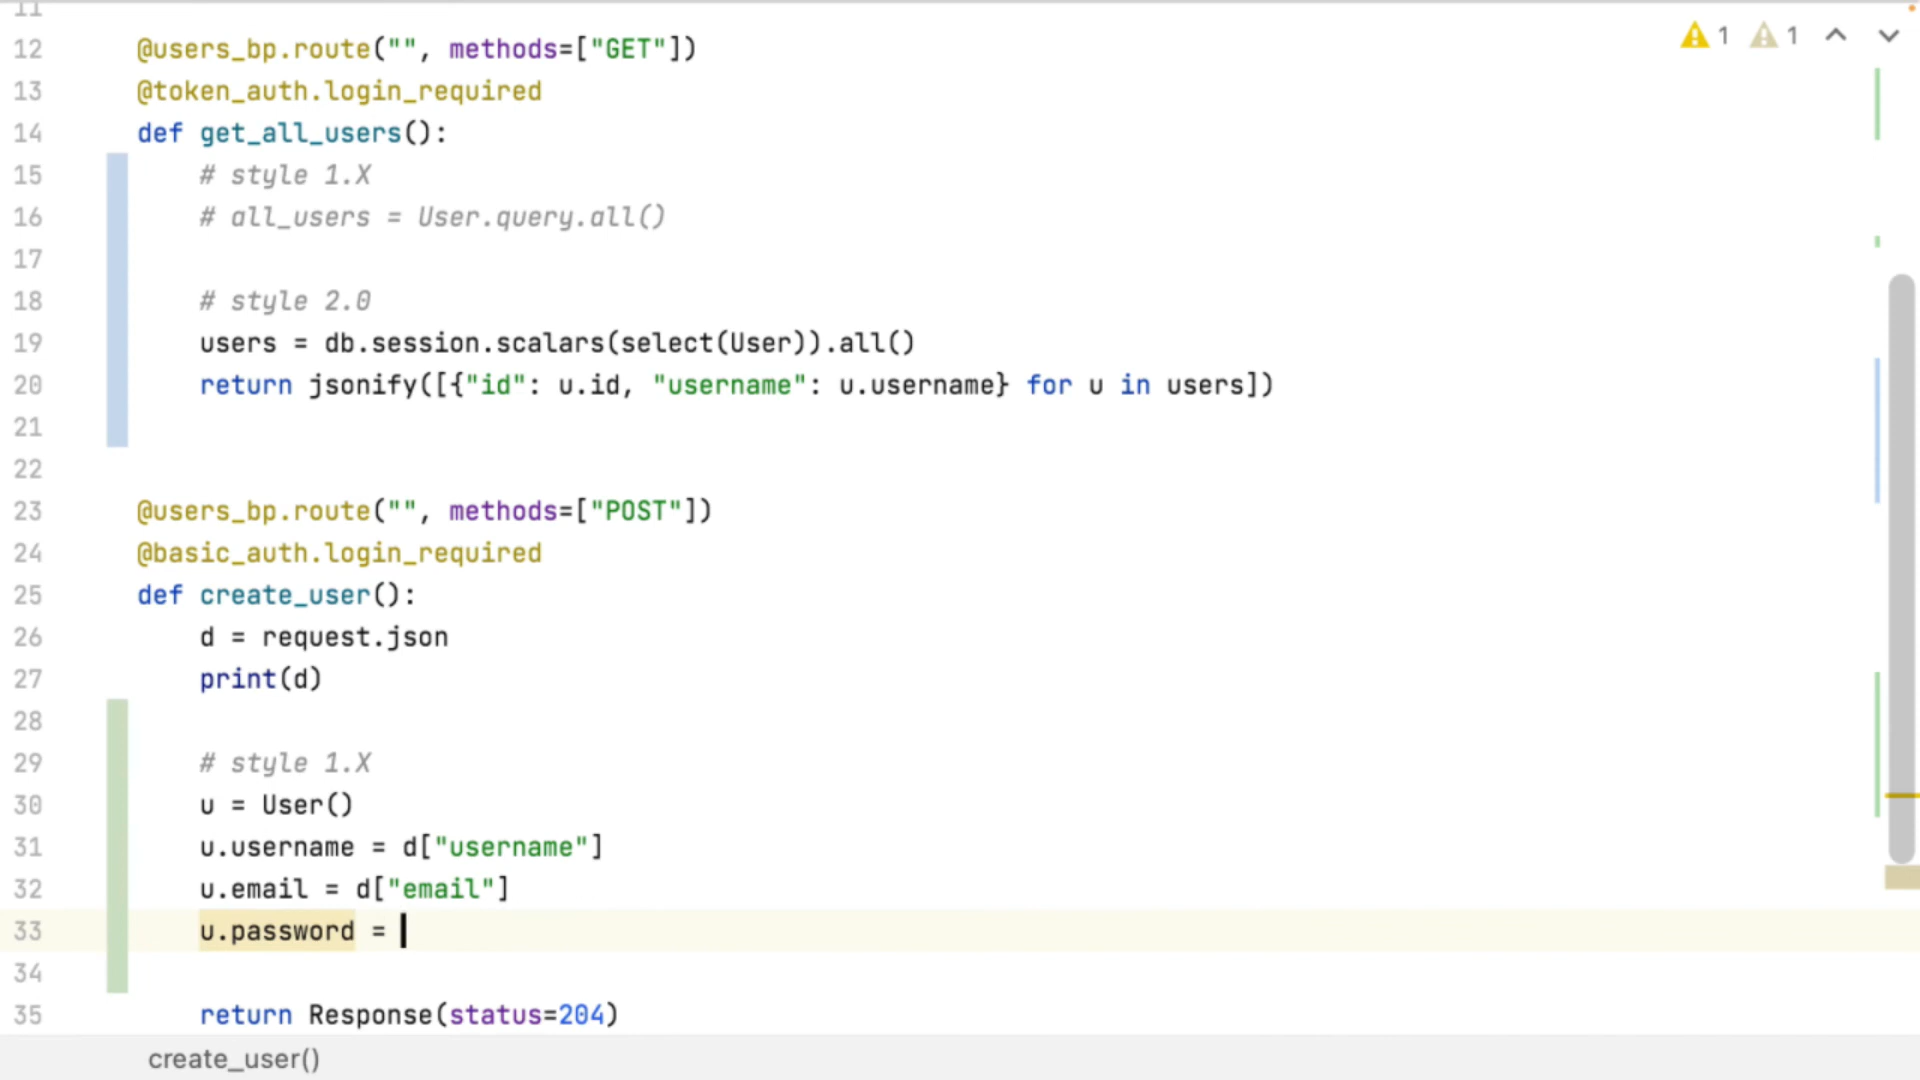 11
1 1
12 @users_bp.route("", methods=["GET"])
13 @token_auth.login_required
14 def get_all_users():
15 # style 1.X
16 # all_users = User.query.all()
17
18 # style 2.0
19 users = db.session.scalars(select(User)).all()
20 return jsonify([{"id": u.id, "username": u.username} for u in users])
21
22
23 @users_bp.route("", methods=["POST"])
24 @basic_auth.login_required
25 def create_user():
26 d = request.json
27 print(d)
28
29 # style 1.X
30 u = User()
31 u.username = d["username"]
32 u.email = d["email"]
33 u.password =
34
35 return Response(status=204)
create_user()